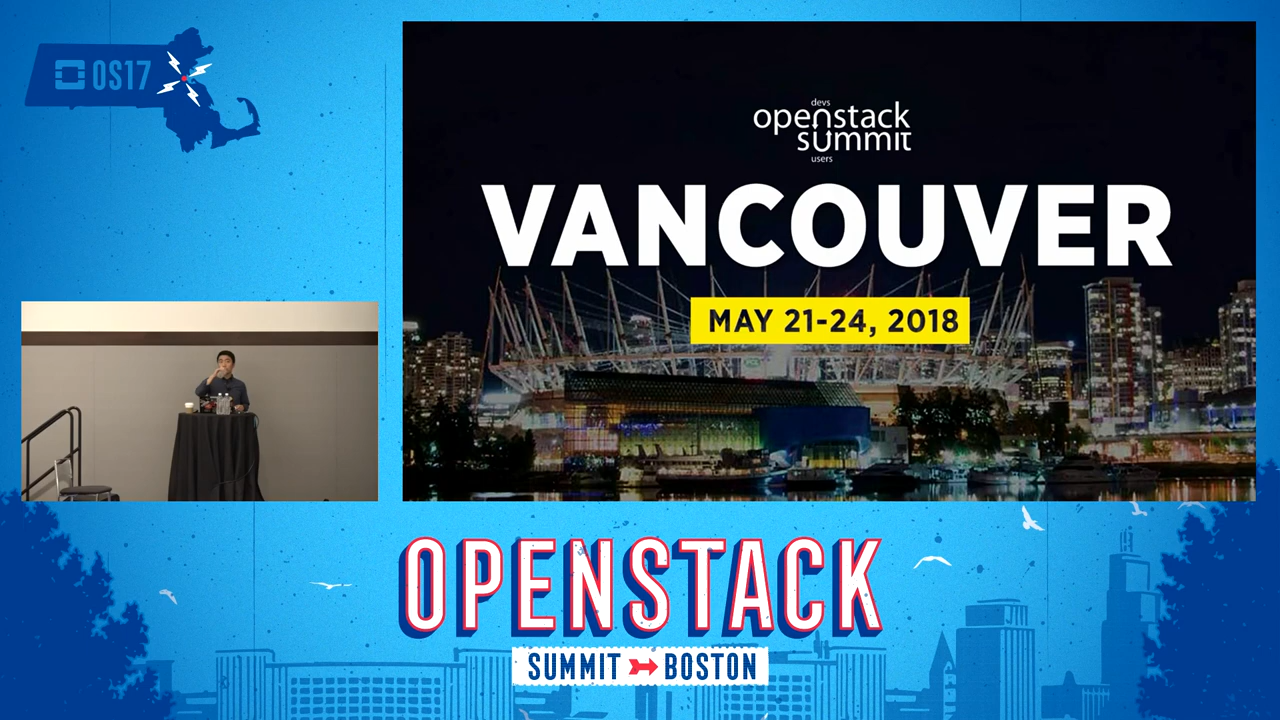 OS17
devs
openstack
summit
users
VANCOUVER
MAY 21-24, 2018
OPENSTACK
SUMMIT BOSTON